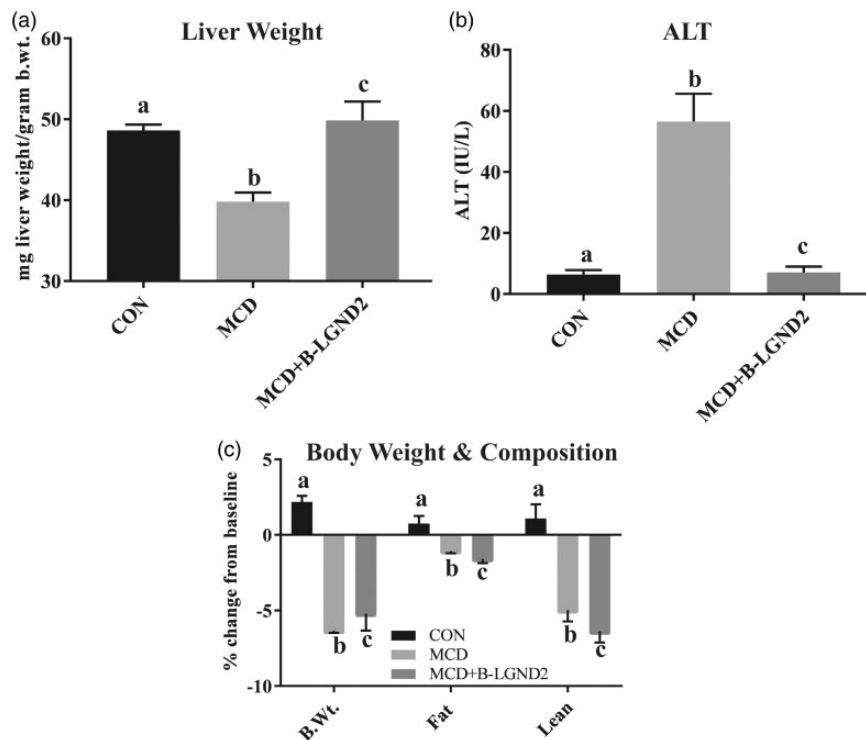 (a)
Liver Weight
mg liver weight/gram b.wt.
60
50
40
30
a
b
c
CON
MCD
MCD+B-LGND2
(b)
ALT
ALT (IU/L)
80
60
40
20
0
a
b
c
CON
MCD
MCD+B-LGND2
(c)
Body Weight & Composition
% change from baseline
5
0
-5
-10
a
b
c
a
b
c
a
b
c
CON
MCD
MCD+B-LGND2
B.Wt.
Fat
Lean